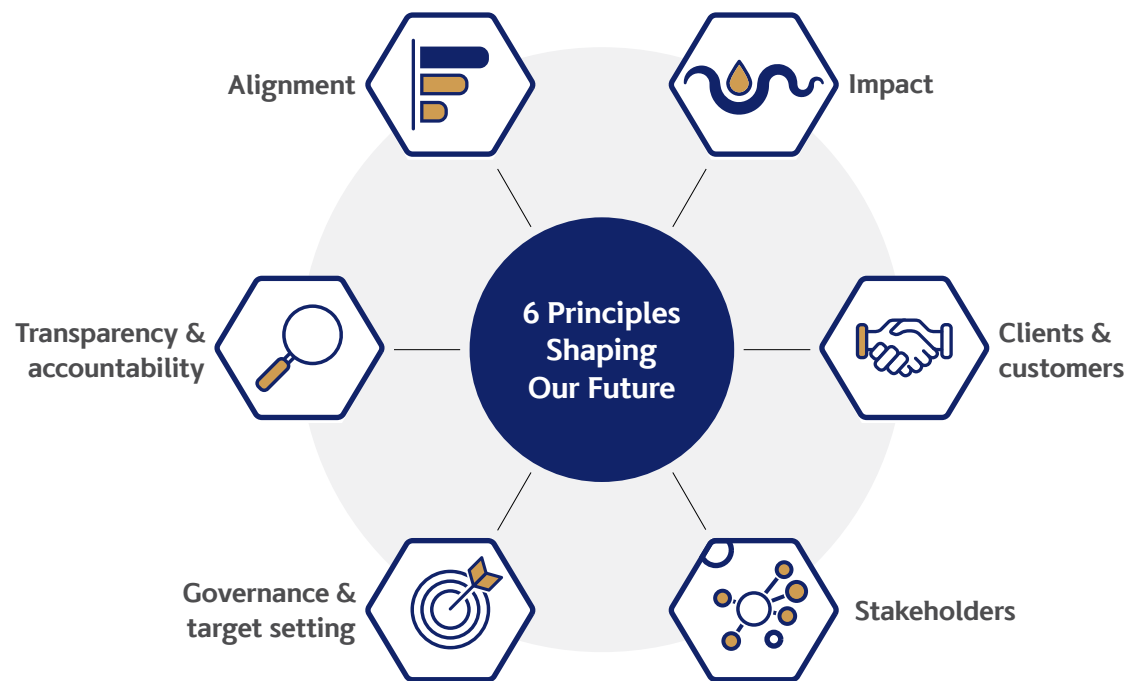 Alignment
Impact
Transparency &
accountability
6 Principles
Shaping
Our Future
Clients &
customers
Governance &
target setting
Stakeholders